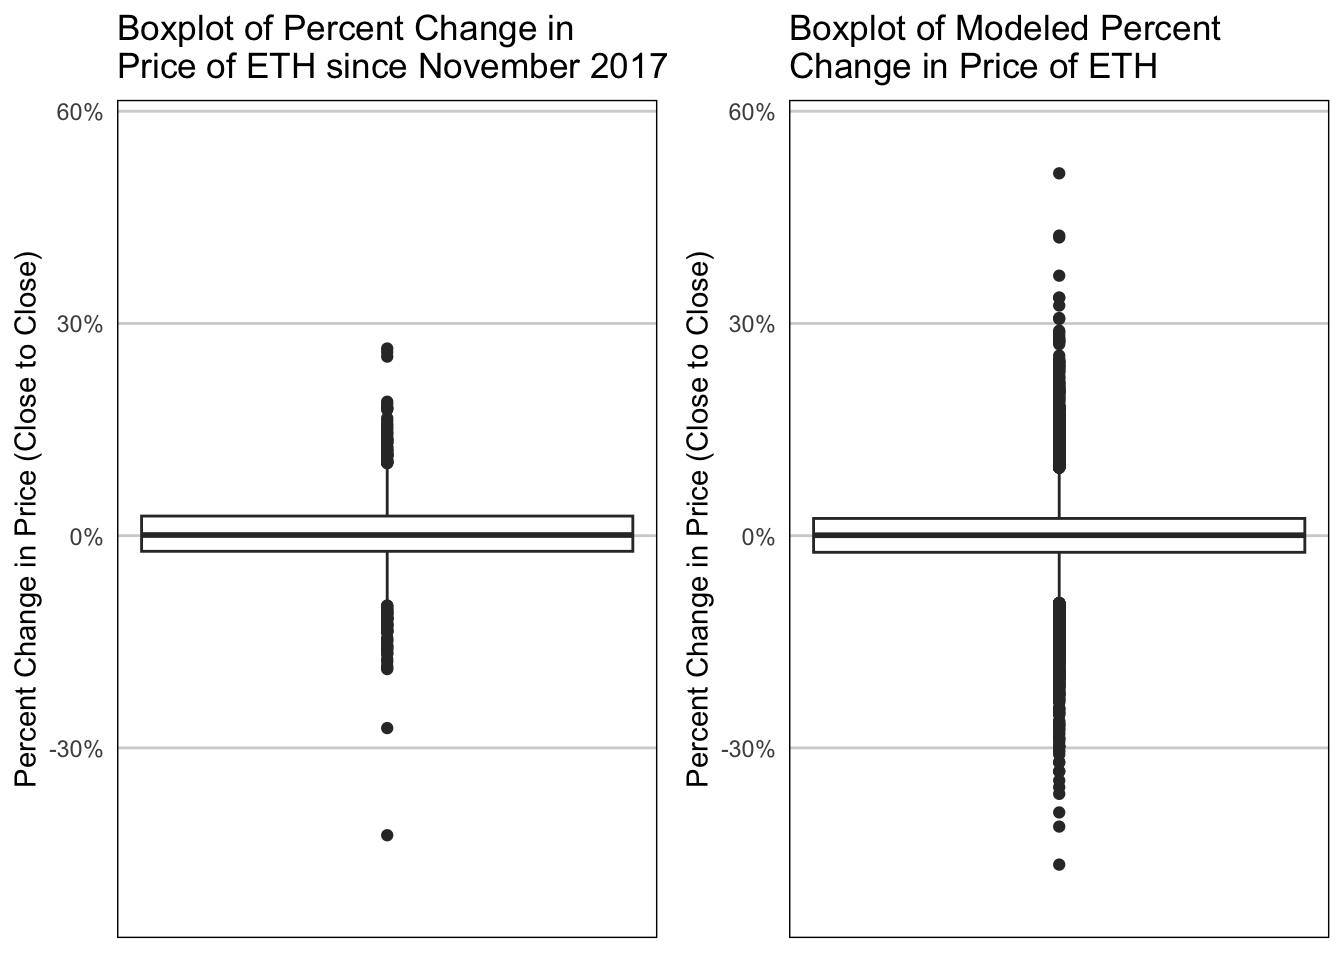 Boxplot of Percent Change in
Price of ETH since November 2017
Percent Change in Price (Close to Close)
60%
30%
0%
-30%
Boxplot of Modeled Percent
Change in Price of ETH
Percent Change in Price (Close to Close)
60%
30%
0%
-30%